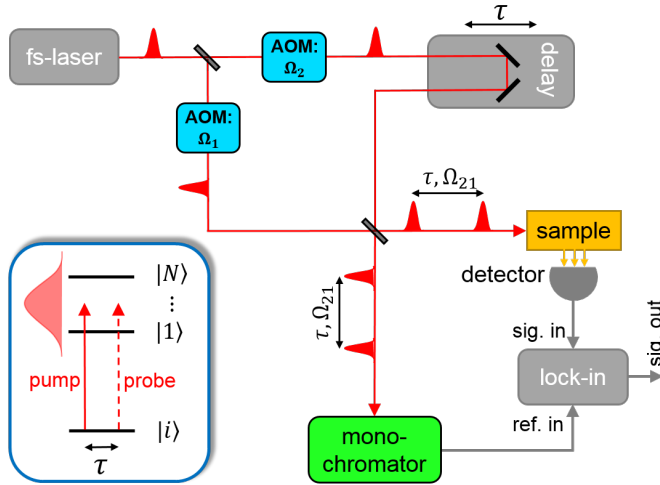 fs-laser
AOM:
Ω₂
τ
delay
AOM:
Ω₁
τ, Ω₂₁
sample
detector
sig. in
sig. out
lock-in
ref. in
τ, Ω₂₁
mono-
chromator
|N⟩
⋮
|1⟩
pump
probe
|i⟩
τ